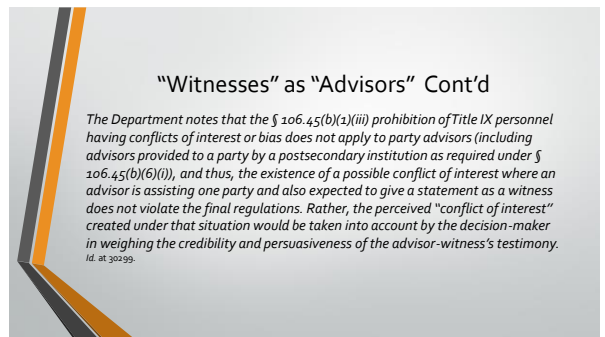 “Witnesses” as “Advisors” Cont’d
The Department notes that the § 106.45(b)(1)(iii) prohibition of Title IX personnel
having conflicts of interest or bias does not apply to party advisors (including
advisors provided to a party by a postsecondary institution as required under §
106.45(b)(6)(i)), and thus, the existence of a possible conflict of interest where an
advisor is assisting one party and also expected to give a statement as a witness
does not violate the final regulations. Rather, the perceived “conflict of interest”
created under that situation would be taken into account by the decision-maker
in weighing the credibility and persuasiveness of the advisor-witness’s testimony.
Id. at 30299.